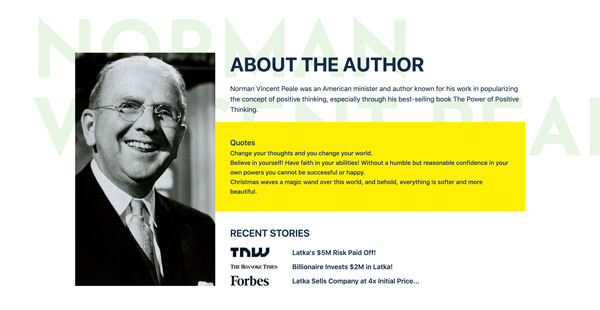 NORMAN
VINCENT PEALE
ABOUT THE AUTHOR
Norman Vincent Peale was an American minister and author known for his work in popularizing
the concept of positive thinking, especially through his best-selling book The Power of Positive
Thinking.
Quotes
Change your thoughts and you change your world.
Believe in yourself! Have faith in your abilities! Without a humble but reasonable confidence in your
own powers you cannot be successful or happy.
Christmas waves a magic wand over this world, and behold, everything is softer and more
beautiful.
RECENT STORIES
TNW Latka's $5M Risk Paid Off!
THE ROANOKE TIMES Billionaire Invests $2M in Latka!
Forbes Latka Sells Company at 4x Initial Price...